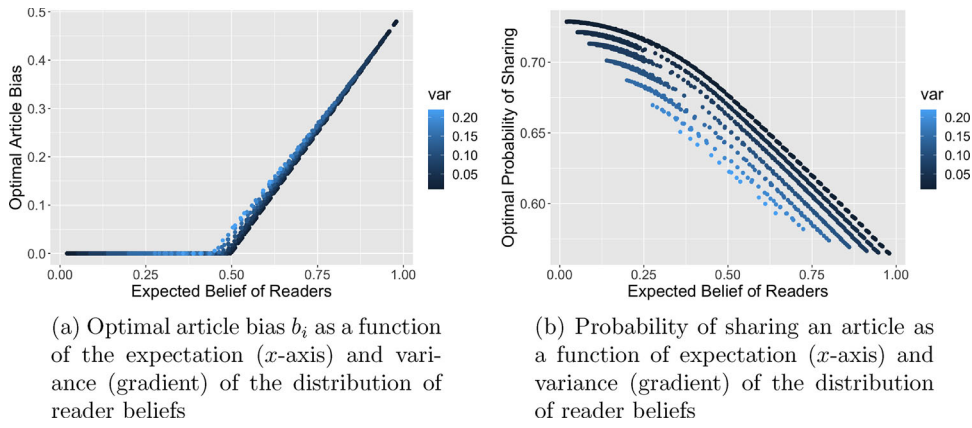 0.5
0.4
0.3
0.2
0.1
0.0
Optimal Article Bias
0.00 0.25 0.50 0.75 1.00
Expected Belief of Readers
var
0.20
0.15
0.10
0.05
0.70
0.65
0.60
Optimal Probability of Sharing
0.00 0.25 0.50 0.75 1.00
Expected Belief of Readers
var
0.20
0.15
0.10
0.05
(a) Optimal article bias bᵢ as a function
of the expectation (x-axis) and vari-
ance (gradient) of the distribution of
reader beliefs
(b) Probability of sharing an article as
a function of expectation (x-axis) and
variance (gradient) of the distribution
of reader beliefs